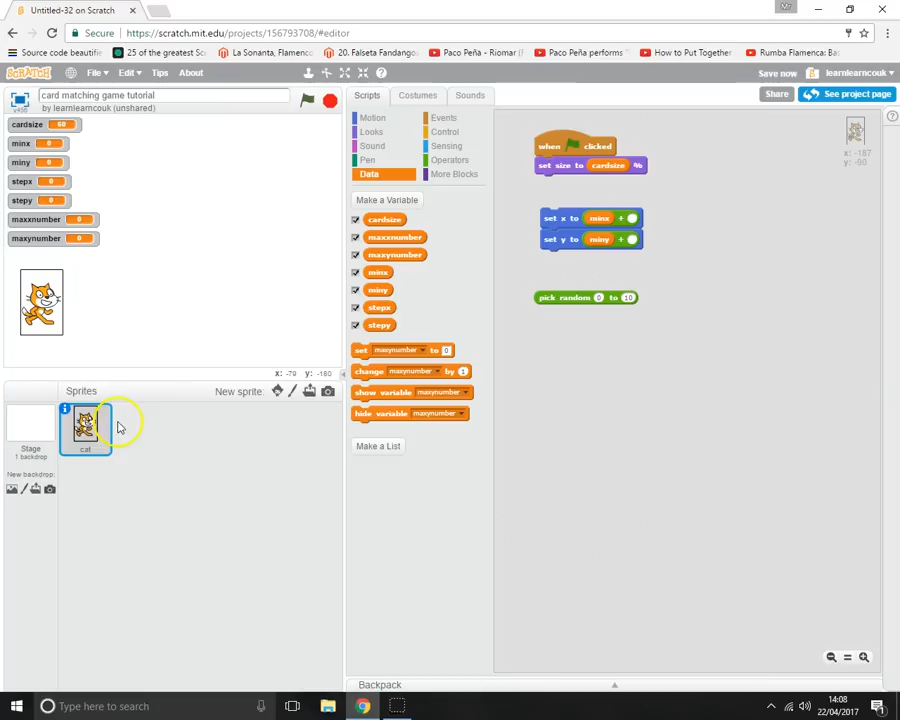 Untitled-32 on Scratch
Secure https://scratch.mit.edu/projects/156793708/#editor
Source code beautifie 25 of the greatest Sc La Sonanta, Flamenco 20. Falseta Fandangos Paco Peña - Riomar (F Paco Peña performs " How to Put Together Rumba Flamenca: Bas
SCRATCH File Edit Tips About Save now learnlearncouk
card matching game tutorial
by learnlearncouk (unshared)
v456
Scripts Costumes Sounds
Share See project page
cardsize 60
minx 0
miny 0
stepx 0
stepy 0
maxxnumber 0
maxynumber 0
Motion Events
Looks Control
Sound Sensing
Pen Operators
Data More Blocks
Make a Variable
cardsize
maxxnumber
maxynumber
minx
miny
stepx
stepy
set maxynumber to 0
change maxynumber by 1
show variable maxynumber
hide variable maxynumber
Make a List
when clicked
set size to cardsize %
set x to minx +
set y to miny +
pick random 0 to 10
x: -187
y: -90
x: -79 y: -180
Sprites New sprite:
Stage
1 backdrop
New backdrop:
cat
Backpack
Type here to search
14:08
22/04/2017